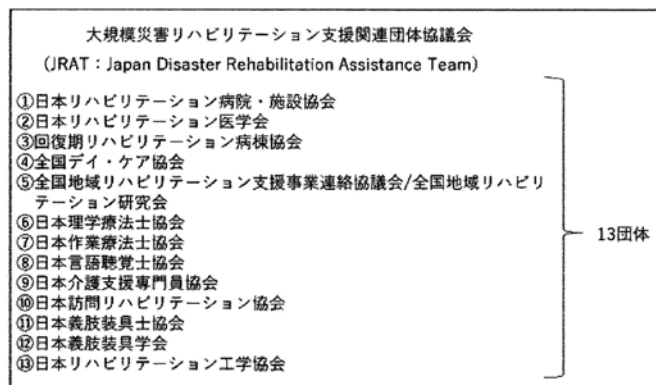 大規模災害リハビリテーション支援関連団体協議会
（JRAT：Japan Disaster Rehabilitation Assistance Team）
①日本リハビリテーション病院・施設協会
②日本リハビリテーション医学会
③回復期リハビリテーション病棟協会
④全国デイ・ケア協会
⑤全国地域リハビリテーション支援事業連絡協議会/全国地域リハビリ
テーション研究会
⑥日本理学療法士協会
⑦日本作業療法士協会
⑧日本言語聴覚士協会
⑨日本介護支援専門員協会
⑩日本訪問リハビリテーション協会
⑪日本義肢装具士協会
⑫日本義肢装具学会
⑬日本リハビリテーション工学協会
13団体